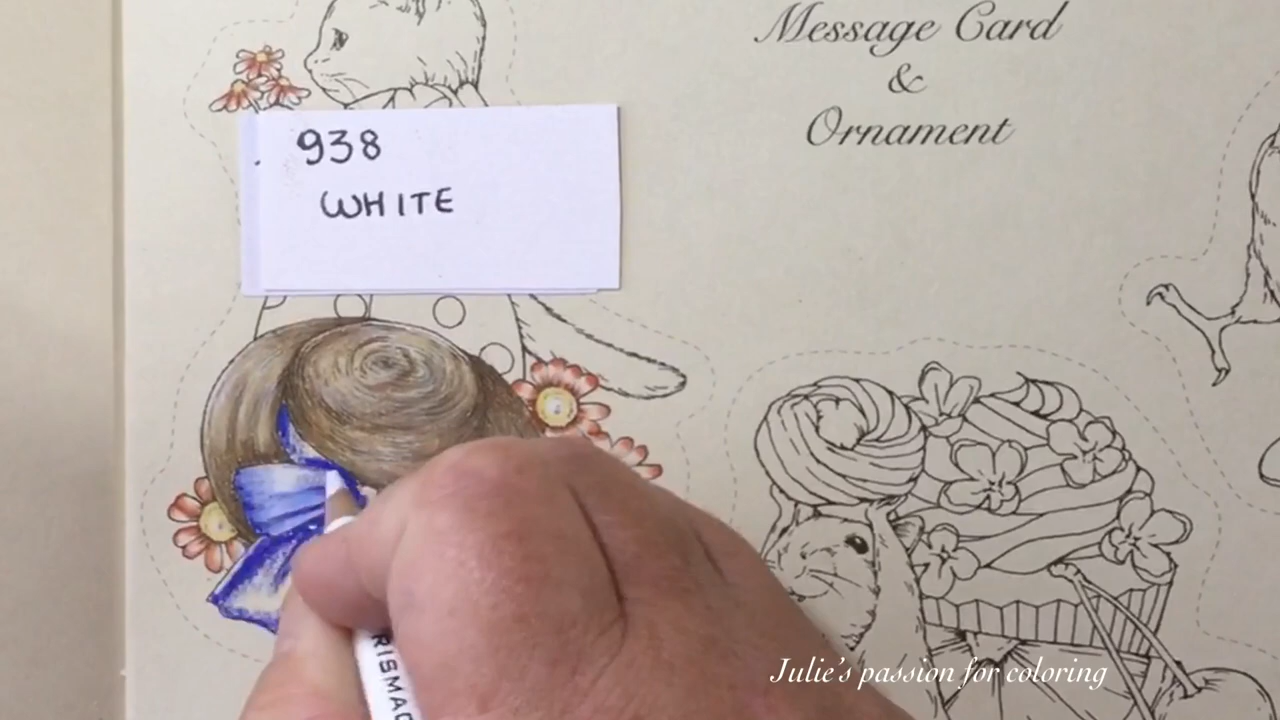 Message Card
&
Ornament
938
WHITE
RISMAC
Julie's passion for coloring